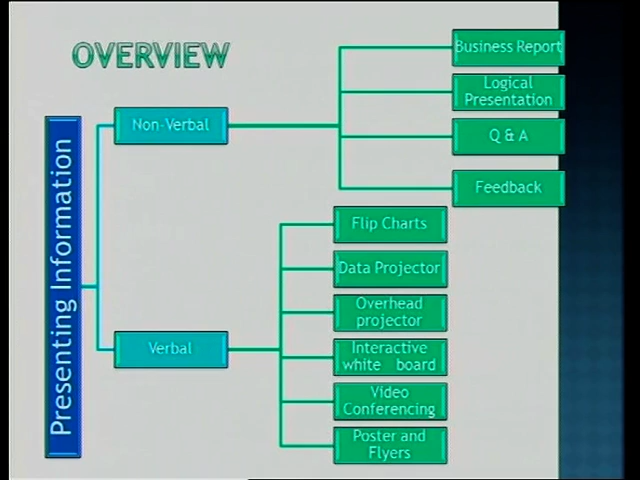 OVERVIEW
Presenting Information
Non-Verbal
Business Report
Logical
Presentation
Q & A
Feedback
Verbal
Flip Charts
Data Projector
Overhead
projector
Interactive
white board
Video
Conferencing
Poster and
Flyers